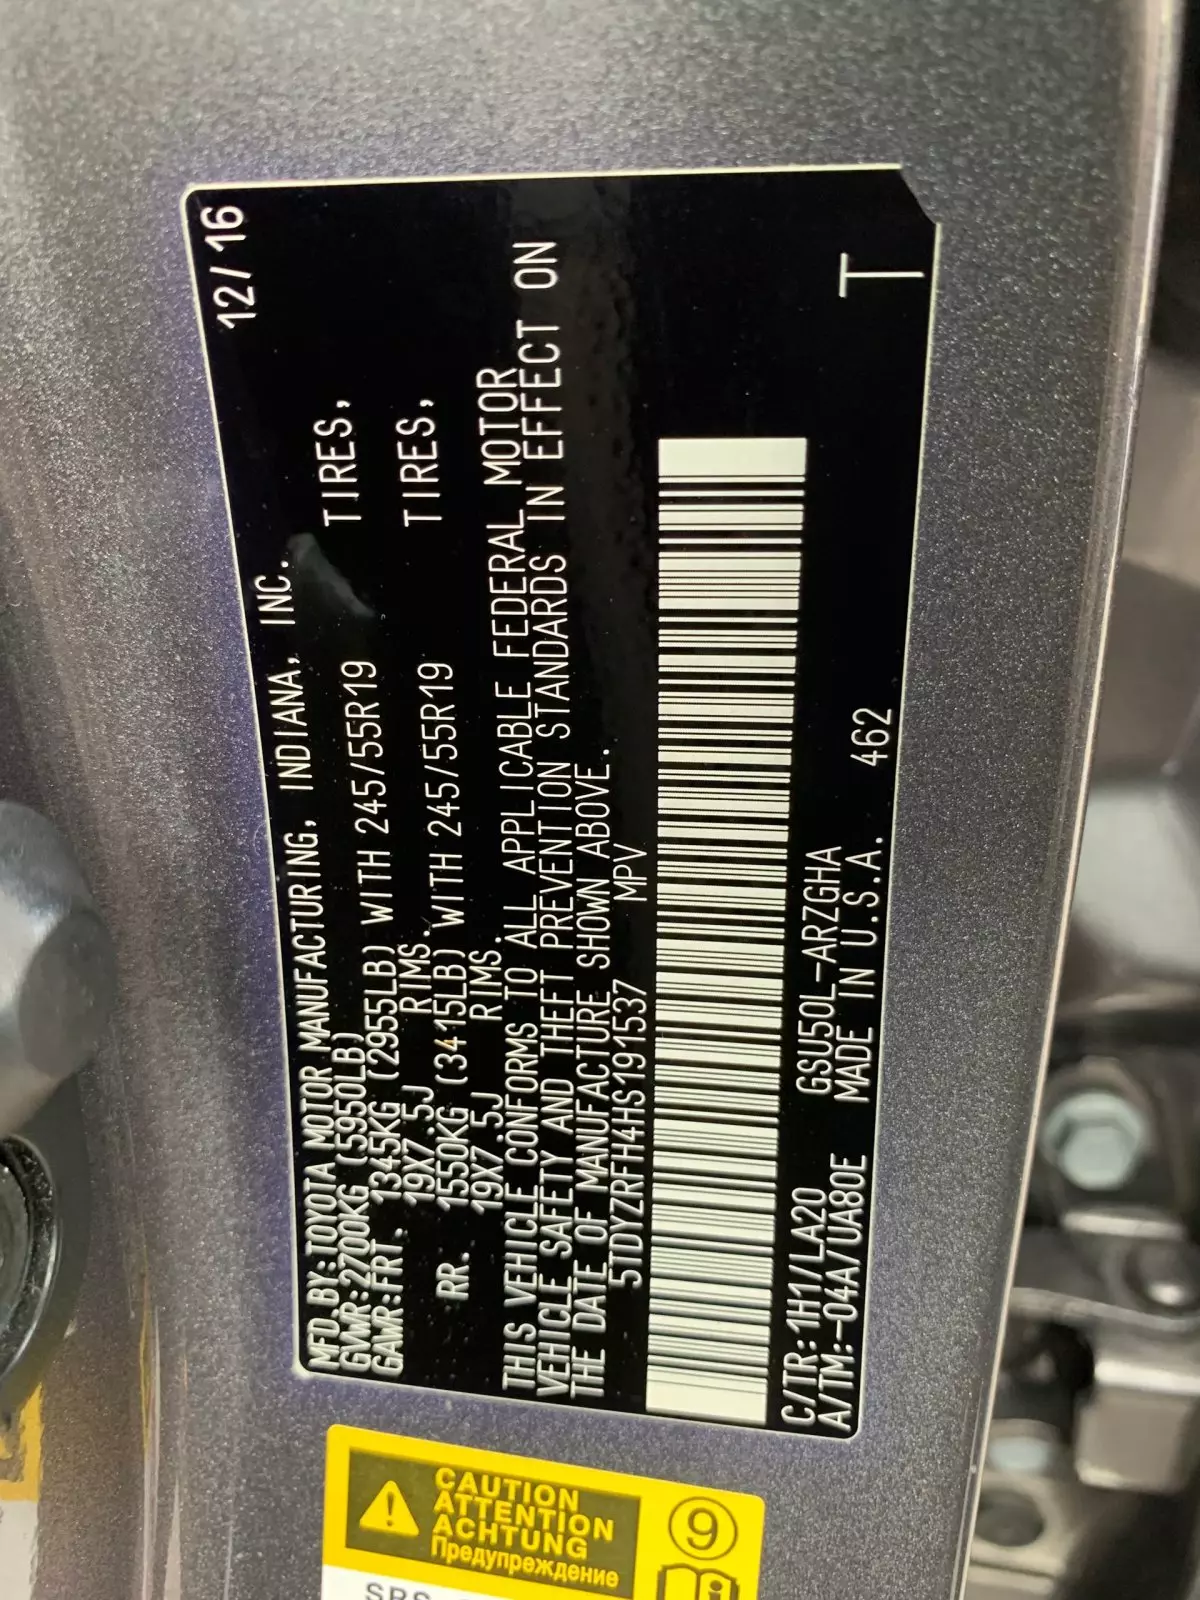 12/16
MFD.BY:TOYOTA MOTOR MANUFACTURING, INDIANA, INC.
GVWR:2700KG (5950LB)
GAWR:FRT. 1345KG (2955LB) WITH 245/55R19 TIRES,
19X7.5J RIMS.
RR. 1550KG (3415LB) WITH 245/55R19 TIRES,
19X7.5J RIMS.
THIS VEHICLE CONFORMS TO ALL APPLICABLE FEDERAL MOTOR
VEHICLE SAFETY AND THEFT PREVENTION STANDARDS IN EFFECT ON
THE DATE OF MANUFACTURE SHOWN ABOVE.
5TDYZRFH4HS191537 MPV
C/TR:1H1/LA20 GSU50L-ARZGHA
A/TM:-04A/UA80E MADE IN U.S.A. 462
T
CAUTION
ATTENTION
ACHTUNG
Предупреждение
9
i
SRS